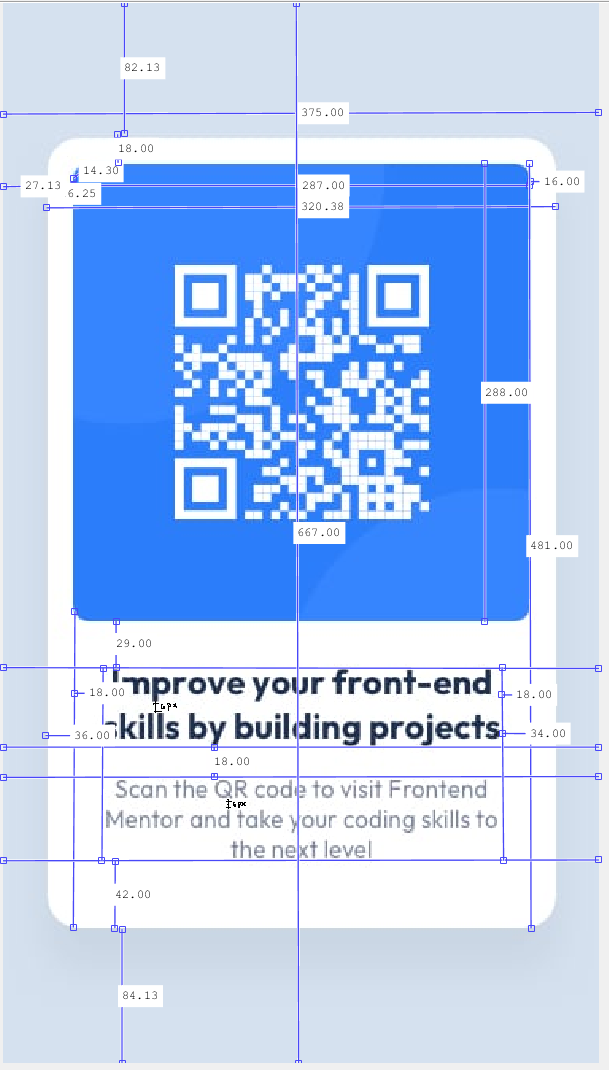 82.13
375.00
18.00
14.30
27.13
6.25
287.00
16.00
320.38
288.00
667.00
481.00
29.00
Improve your front-end
18.00
18.00
6px
skills by building projects
36.00
34.00
18.00
Scan the QR code to visit Frontend
6px
Mentor and take your coding skills to
the next level
42.00
84.13